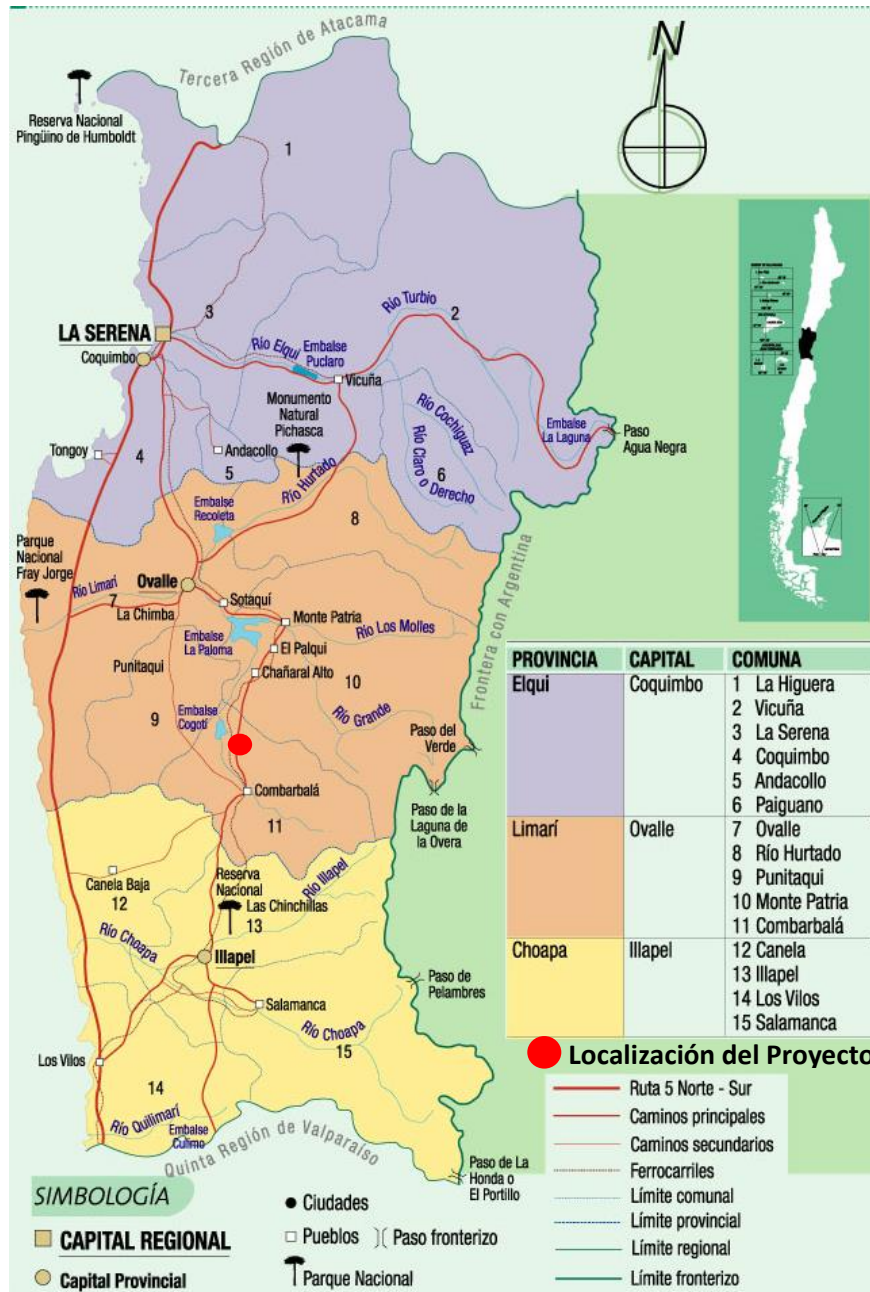 Tercera Región de Atacama
N
Reserva Nacional
Pingüino de Humboldt
1
3
2
Río Turbio
LA SERENA
Río Elqui
Embalse
Puclaro
Coquimbo
Vicuña
Monumento
Natural
Pichasca
Río Cochiguaz
Embalse
La Laguna
Paso
Agua Negra
Tongoy
4
Andacollo
5
Río Claro o Derecho
6
Río Hurtado
Embalse
Recoleta
8
Parque
Nacional
Fray Jorge
Ovalle
Río Limarí
7
La Chimba
Sotaquí
Monte Patria
Embalse
La Paloma
Río Los Molles
El Palqui
Punitaqui
Chañaral Alto
10
Frontera con Argentina
9
Embalse
Cogotí
Río Grande
Paso del
Verde
Combarbalá
Paso de la
Laguna de
la Overa
11
Canela Baja
12
Reserva
Nacional
Las Chinchillas
13
Río Illapel
Río Choapa
Illapel
Paso de
Pelambres
Salamanca
Río Choapa
15
Los Vilos
14
Río Quilimarí
Embalse
Culimo
Quinta Región de Valparaíso
Paso de La
Honda o
El Portillo
PROVINCIA CAPITAL COMUNA
Elqui Coquimbo 1 La Higuera
2 Vicuña
3 La Serena
4 Coquimbo
5 Andacollo
6 Paiguano
Limarí Ovalle 7 Ovalle
8 Río Hurtado
9 Punitaqui
10 Monte Patria
11 Combarbalá
Choapa Illapel 12 Canela
13 Illapel
14 Los Vilos
15 Salamanca
Localización del Proyecto
Ruta 5 Norte - Sur
Caminos principales
Caminos secundarios
Ferrocarriles
Límite comunal
Límite provincial
Límite regional
Límite fronterizo
SIMBOLOGÍA
CAPITAL REGIONAL
Capital Provincial
Ciudades
Pueblos
Paso fronterizo
Parque Nacional